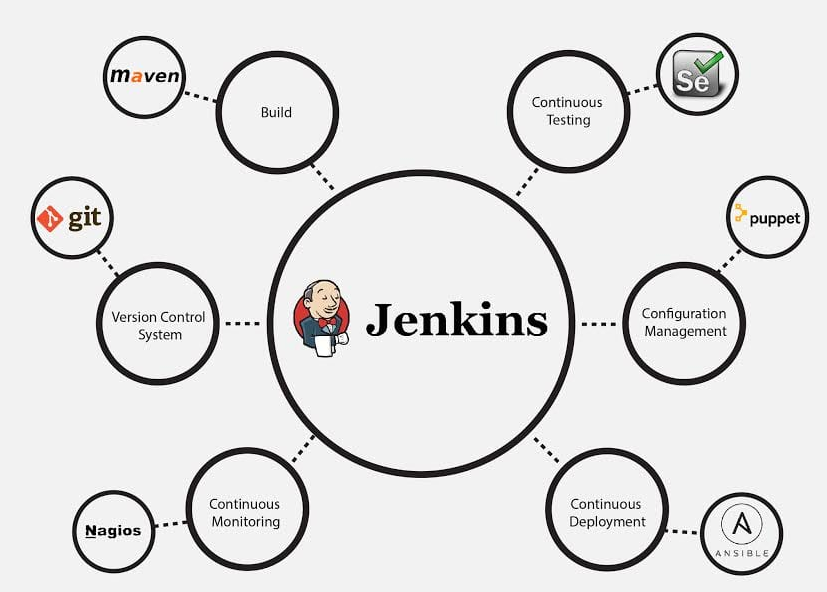 maven
Build
Continuous
Testing
Se
git
puppet
Version Control
System
Jenkins
Configuration
Management
Continuous
Monitoring
Nagios
Continuous
Deployment
ANSIBLE